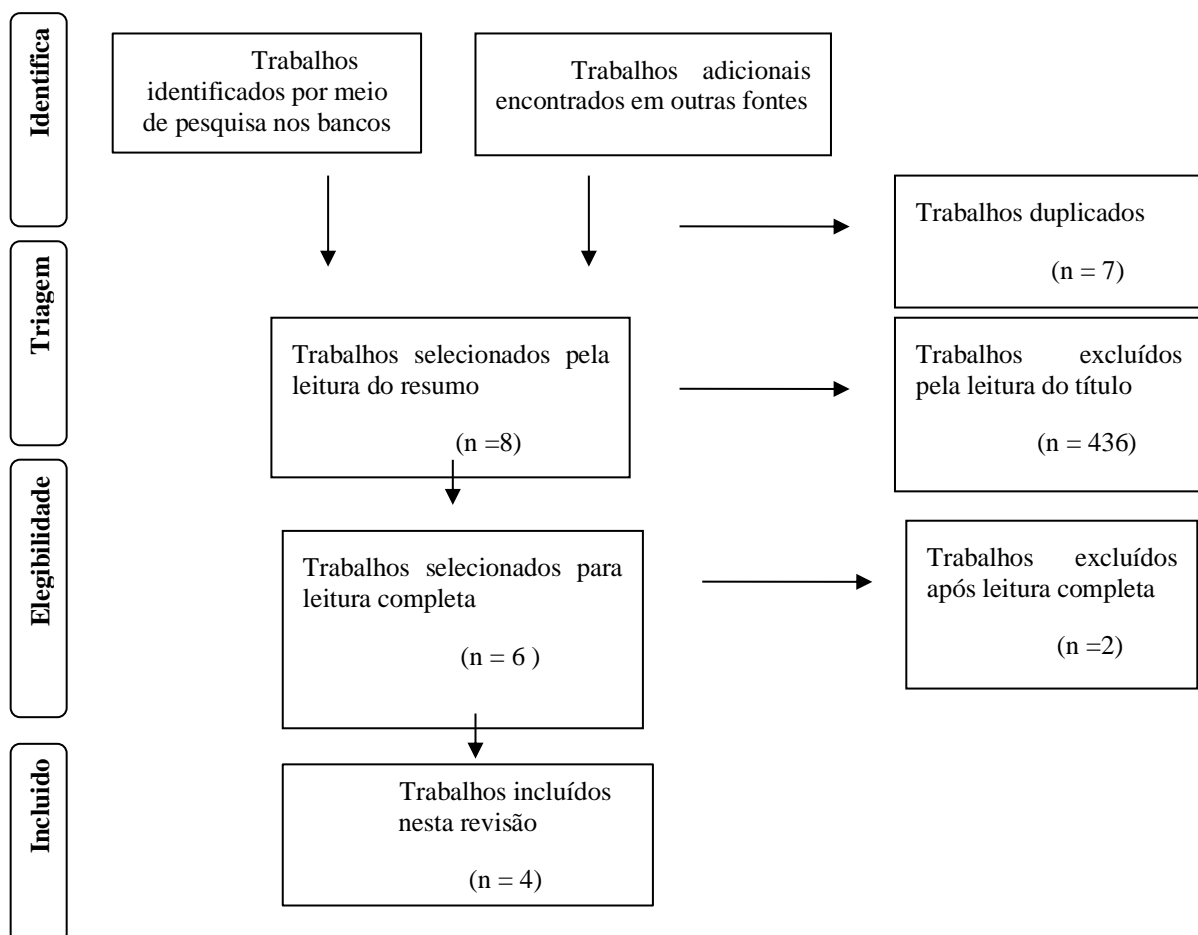 Identifica
Trabalhos
identificados por meio
de pesquisa nos bancos
Trabalhos adicionais
encontrados em outras fontes
Trabalhos duplicados
(n = 7)
Triagem
Trabalhos selecionados pela
leitura do resumo
(n =8)
Trabalhos excluídos
pela leitura do título
(n = 436)
Elegibilidade
Trabalhos selecionados para
leitura completa
(n = 6 )
Trabalhos excluídos
após leitura completa
(n =2)
Incluido
Trabalhos incluídos
nesta revisão
(n = 4)